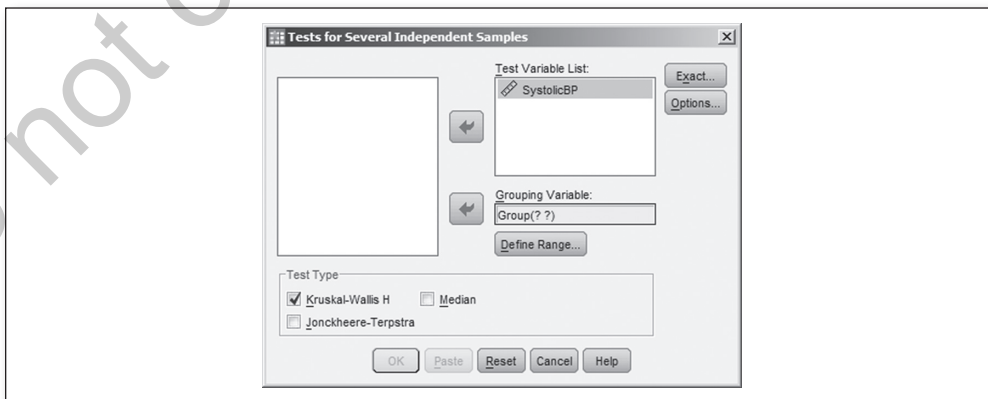 not
Tests for Several Independent Samples
Test Variable List:
SystolicBP
Exact...
Options...
Grouping Variable:
Group(? ?)
Define Range...
Test Type
Kruskal-Wallis H Median
Jonckheere-Terpstra
OK Paste Reset Cancel Help